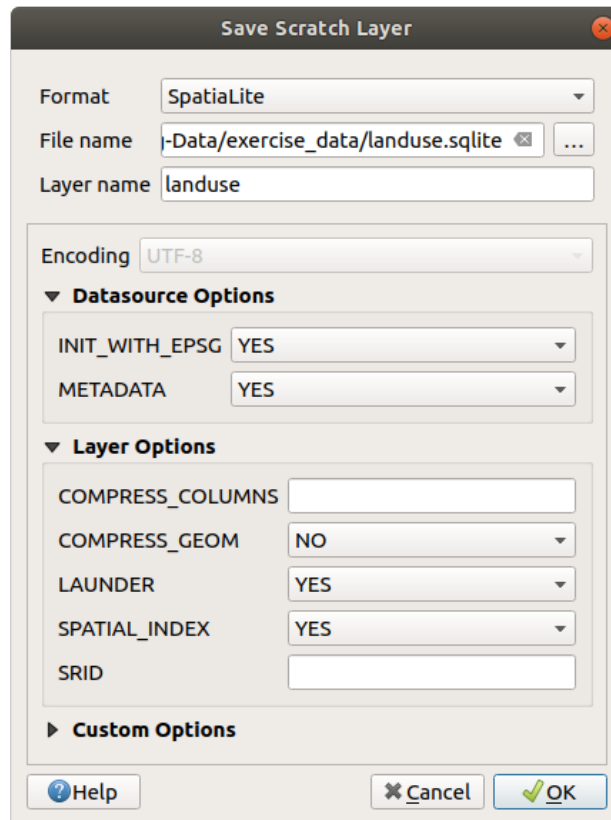 Save Scratch Layer
Format SpatiaLite
File name -Data/exercise_data/landuse.sqlite ...
Layer name landuse
Encoding UTF-8
Datasource Options
INIT_WITH_EPSG YES
METADATA YES
Layer Options
COMPRESS_COLUMNS
COMPRESS_GEOM NO
LAUNDER YES
SPATIAL_INDEX YES
SRID
Custom Options
Help Cancel OK